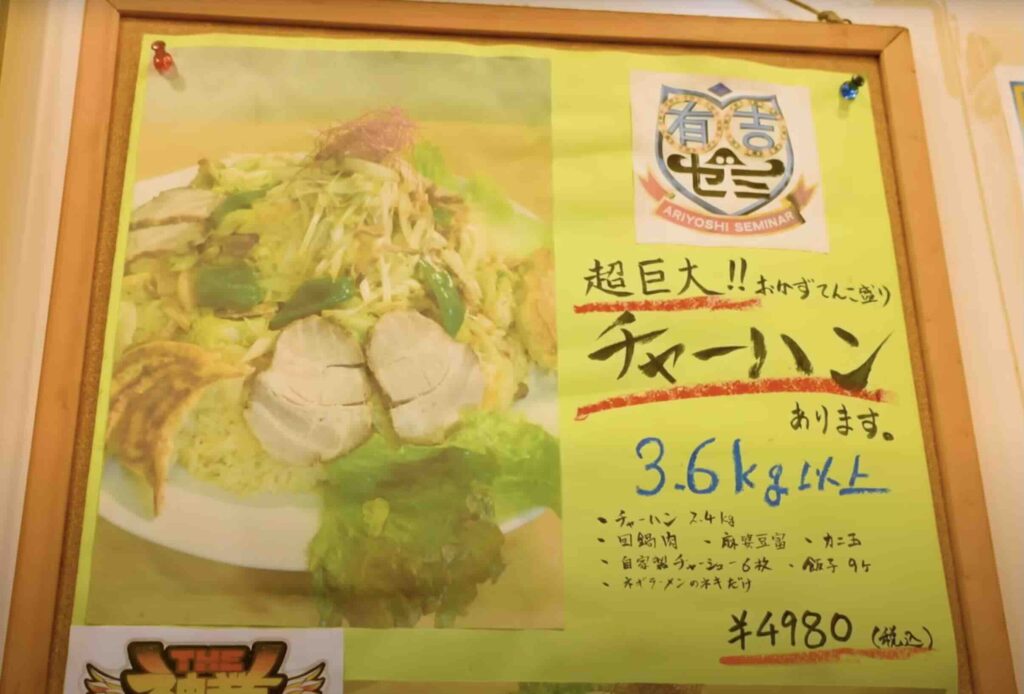 有吉
ゼミ
ARIYOSHI SEMINAR
超巨大!! おかずてんこ盛り
チャーハン
あります。
3.6kg以上
・チャーハン 2.4kg
・回鍋肉 ・麻婆豆富 ・カニ玉
・自家製チャーシュー6枚 ・餃子9ケ
・ネギラーメンのネギだけ
¥4980(税込)
THE